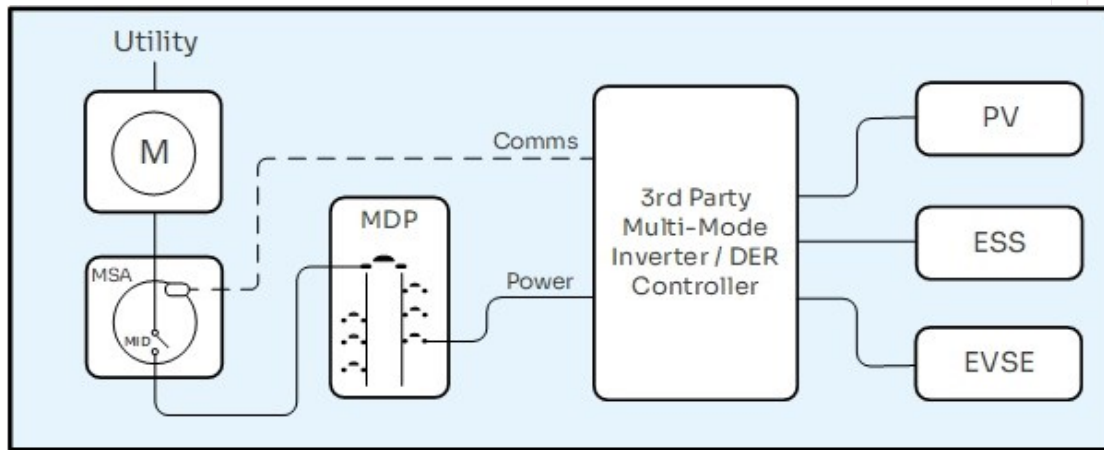 Utility
M
MSA
MID
Comms
MDP
Power
3rd Party
Multi-Mode
Inverter / DER
Controller
PV
ESS
EVSE